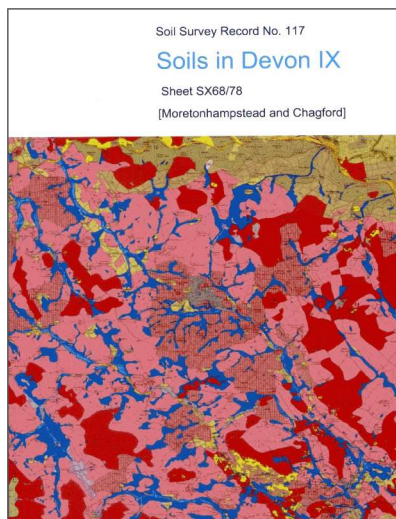 Soil Survey Record No. 117
Soils in Devon IX
Sheet SX68/78
[Moretonhampstead and Chagford]